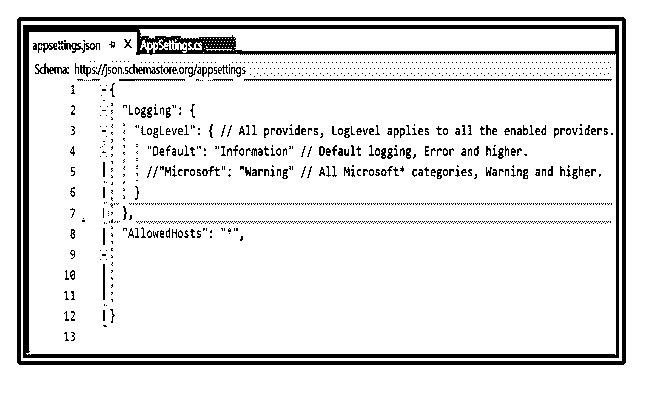 appsettings.json X AppSettings.cs
Schema: https://json.schemastore.org/appsettings
1 {
2 "Logging": {
3 "LogLevel": { // All providers, LogLevel applies to all the enabled providers.
4 "Default": "Information" // Default logging, Error and higher.
5 //"Microsoft": "Warning" // All Microsoft* categories, Warning and higher.
6 }
7 },
8 "AllowedHosts": "*",
9
10
11
12 }
13